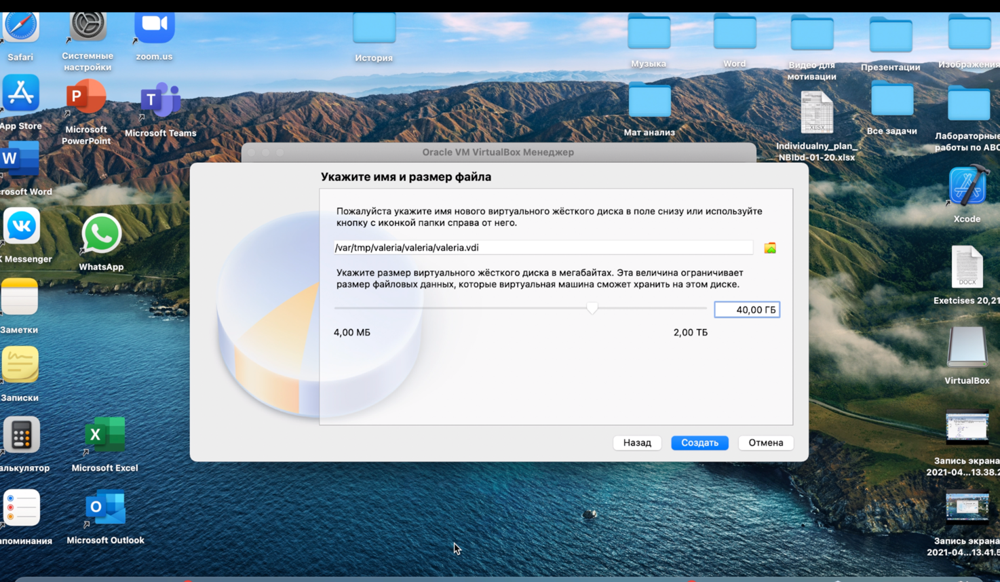 Safari
Системные
настройки
zoom.us
История
Музыка
Word
Видео для
мотивации
Презентации
Изображения
App Store
Microsoft
PowerPoint
Microsoft Teams
Мат анализ
XLSX
Individualny_plan_
NBIbd-01-20.xlsx
Все задачи
Лабораторные
работы по АВС
Oracle VM VirtualBox Менеджер
Укажите имя и размер файла
Пожалуйста укажите имя нового виртуального жёсткого диска в поле снизу или используйте
кнопку с иконкой папки справа от него.
/var/tmp/valeria/valeria/valeria.vdi
Укажите размер виртуального жёсткого диска в мегабайтах. Эта величина ограничивает
размер файловых данных, которые виртуальная машина сможет хранить на этом диске.
40,00 ГБ
4,00 МБ
2,00 ТБ
Назад
Создать
Отмена
rosoft Word
K Messenger
WhatsApp
Заметки
Записки
алькулятор
Microsoft Excel
апоминания
Microsoft Outlook
Xcode
DOCX
Exetcises 20,21
VirtualBox
Запись экрана
2021-04...13.38.2
Запись экрана
2021-04...13.41.5